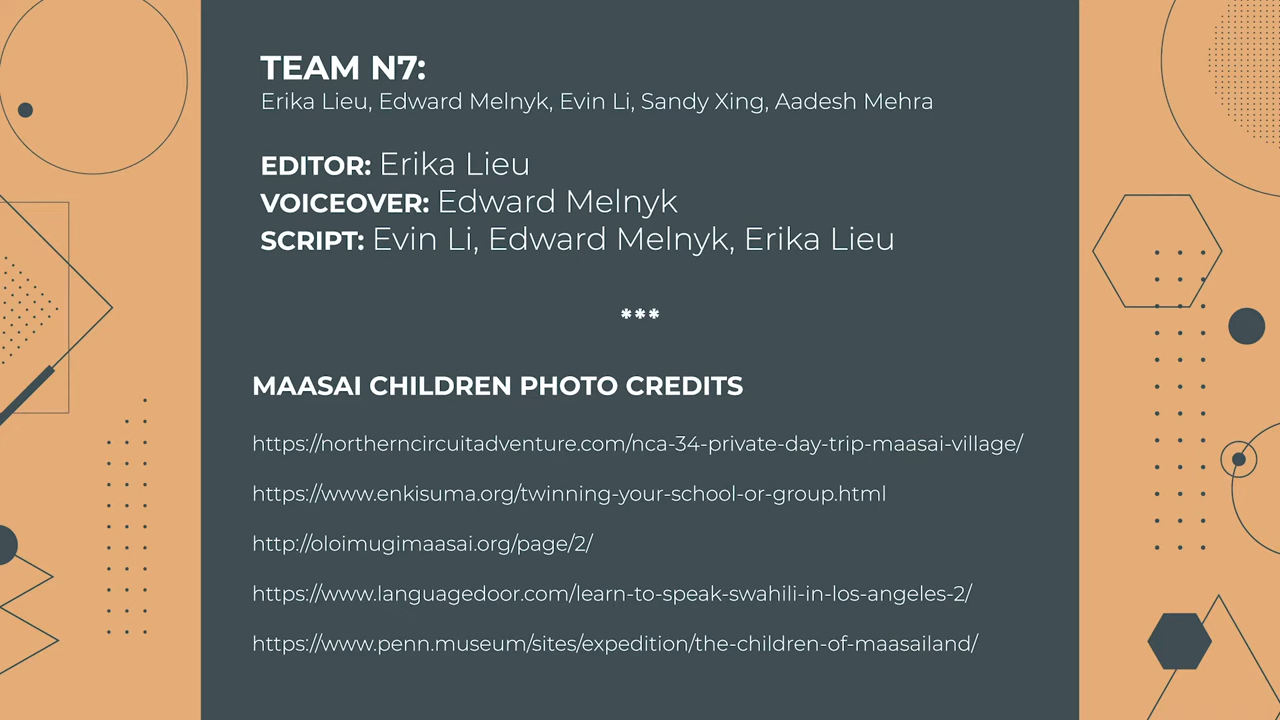 TEAM N7:
Erika Lieu, Edward Melnyk, Evin Li, Sandy Xing, Aadesh Mehra
EDITOR: Erika Lieu
VOICEOVER: Edward Melnyk
SCRIPT: Evin Li, Edward Melnyk, Erika Lieu
***
MAASAI CHILDREN PHOTO CREDITS
https://northerncircuitadventure.com/nca-34-private-day-trip-maasai-village/
https://www.enkisuma.org/twinning-your-school-or-group.html
http://oloimugimaasai.org/page/2/
https://www.languagedoor.com/learn-to-speak-swahili-in-los-angeles-2/
https://www.penn.museum/sites/expedition/the-children-of-maasailand/